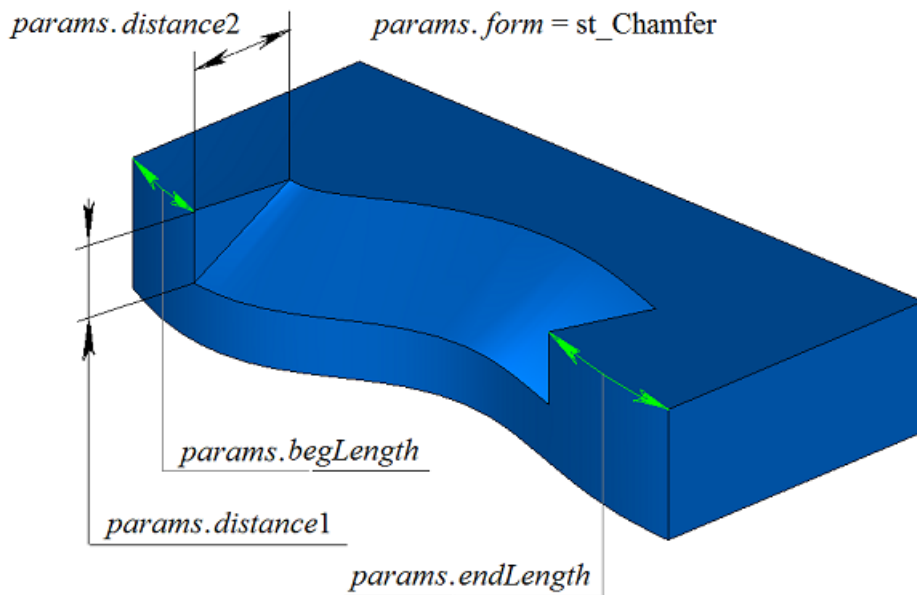 params.distance2
params.form = st_Chamfer
params.begLength
params.distance1
params.endLength